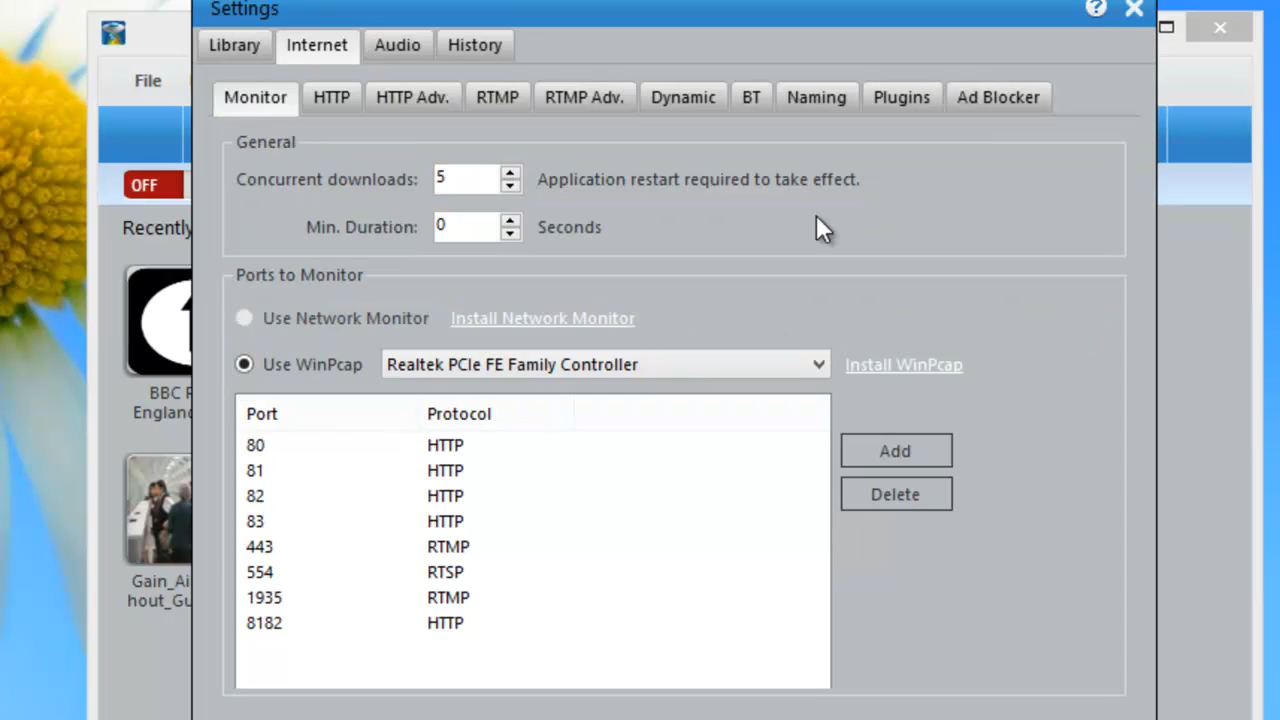 Settings
Library Internet Audio History
File
Monitor HTTP HTTP Adv. RTMP RTMP Adv. Dynamic BT Naming Plugins Ad Blocker
General
Concurrent downloads: 5 Application restart required to take effect.
OFF
Min. Duration: 0 Seconds
Recently
Ports to Monitor
Use Network Monitor Install Network Monitor
Use WinPcap Realtek PCIe FE Family Controller Install WinPcap
BBC R
England
Port Protocol
80 HTTP
81 HTTP
82 HTTP
83 HTTP
443 RTMP
554 RTSP
1935 RTMP
8182 HTTP
Add
Delete
Gain_Ai
hout_Gu